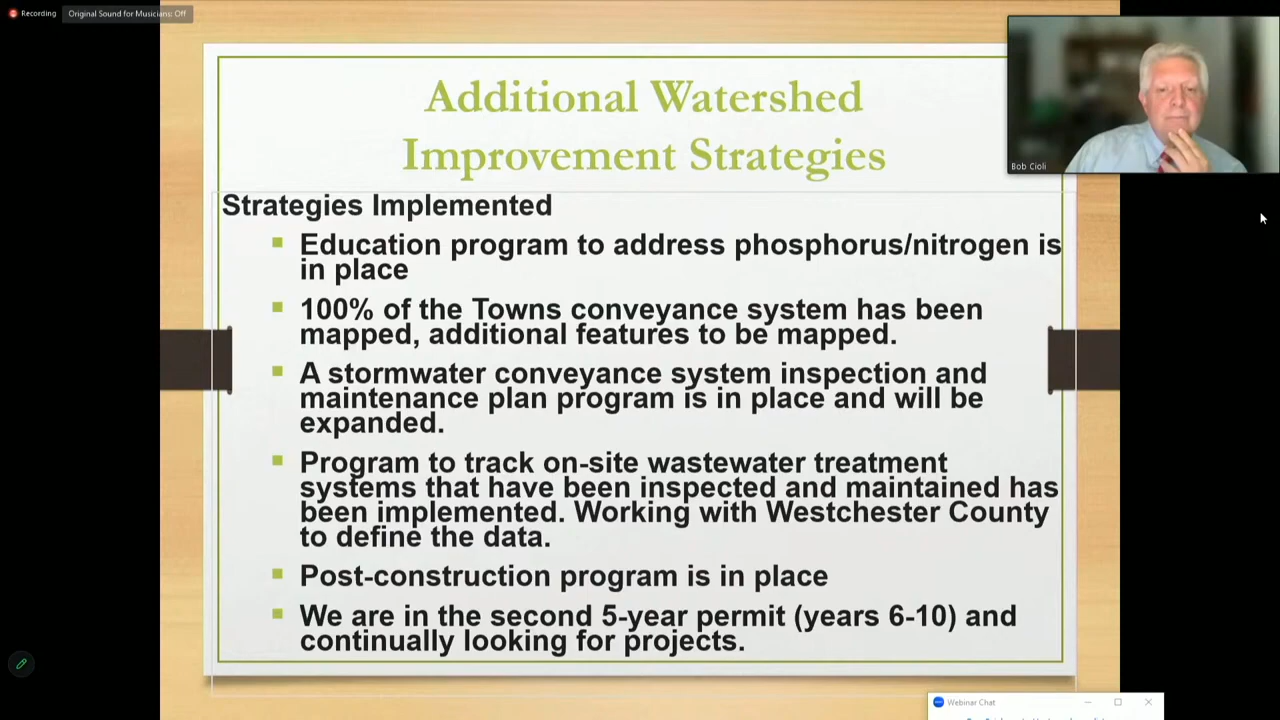 Recording
Original Sound for Musicians: Off
Additional Watershed
Improvement Strategies
Bob Cioli
Strategies Implemented
Education program to address phosphorus/nitrogen is
in place
100% of the Towns conveyance system has been
mapped, additional features to be mapped.
A stormwater conveyance system inspection and
maintenance plan program is in place and will be
expanded.
Program to track on-site wastewater treatment
systems that have been inspected and maintained has
been implemented. Working with Westchester County
to define the data.
Post-construction program is in place
We are in the second 5-year permit (years 6-10) and
continually looking for projects.
Webinar Chat